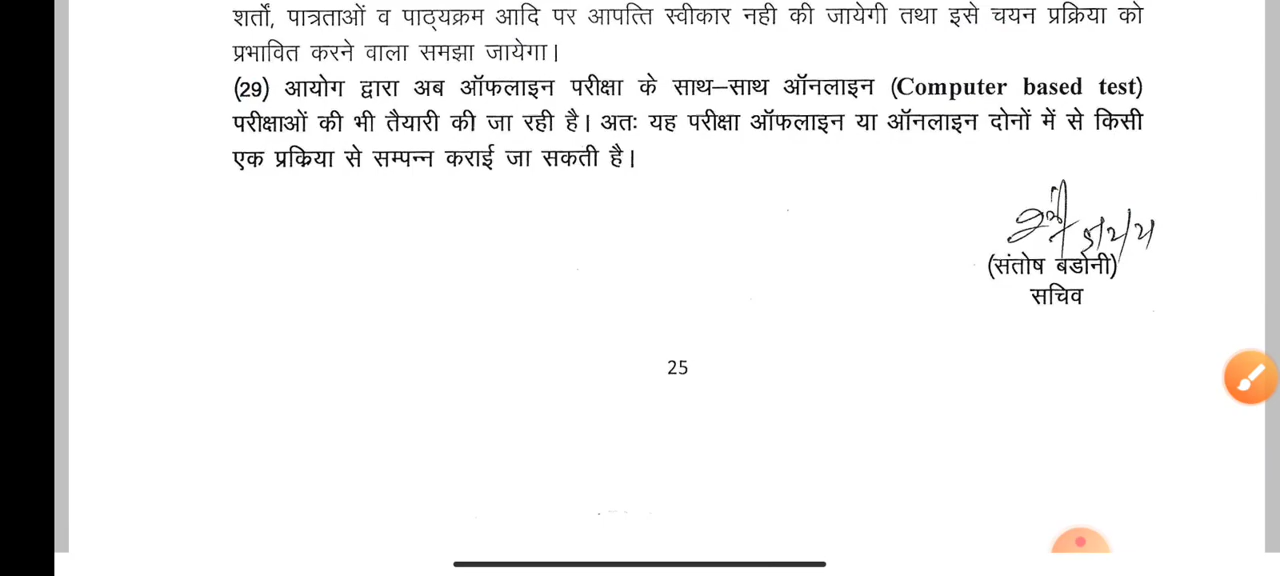 शर्तों, पात्रताओं व पाठ्यक्रम आदि पर आपत्ति स्वीकार नही की जायेगी तथा इसे चयन प्रक्रिया को
प्रभावित करने वाला समझा जायेगा।
(29) आयोग द्वारा अब ऑफलाइन परीक्षा के साथ–साथ ऑनलाइन (Computer based test)
परीक्षाओं की भी तैयारी की जा रही है। अतः यह परीक्षा ऑफलाइन या ऑनलाइन दोनों में से किसी
एक प्रक्रिया से सम्पन्न कराई जा सकती है।
(संतोष बडोनी)
सचिव
25